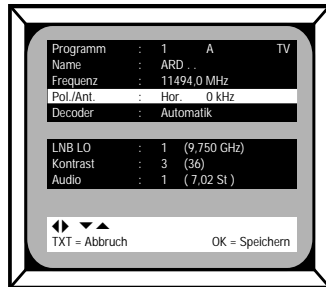 Programm : 1 A TV
Name : ARD . .
Frequenz : 11494,0 MHz
Pol./Ant. : Hor. 0 kHz
Decoder : Automatik
LNB LO : 1 (9,750 GHz)
Kontrast : 3 (36)
Audio : 1 ( 7,02 St )
TXT = Abbruch OK = Speichern